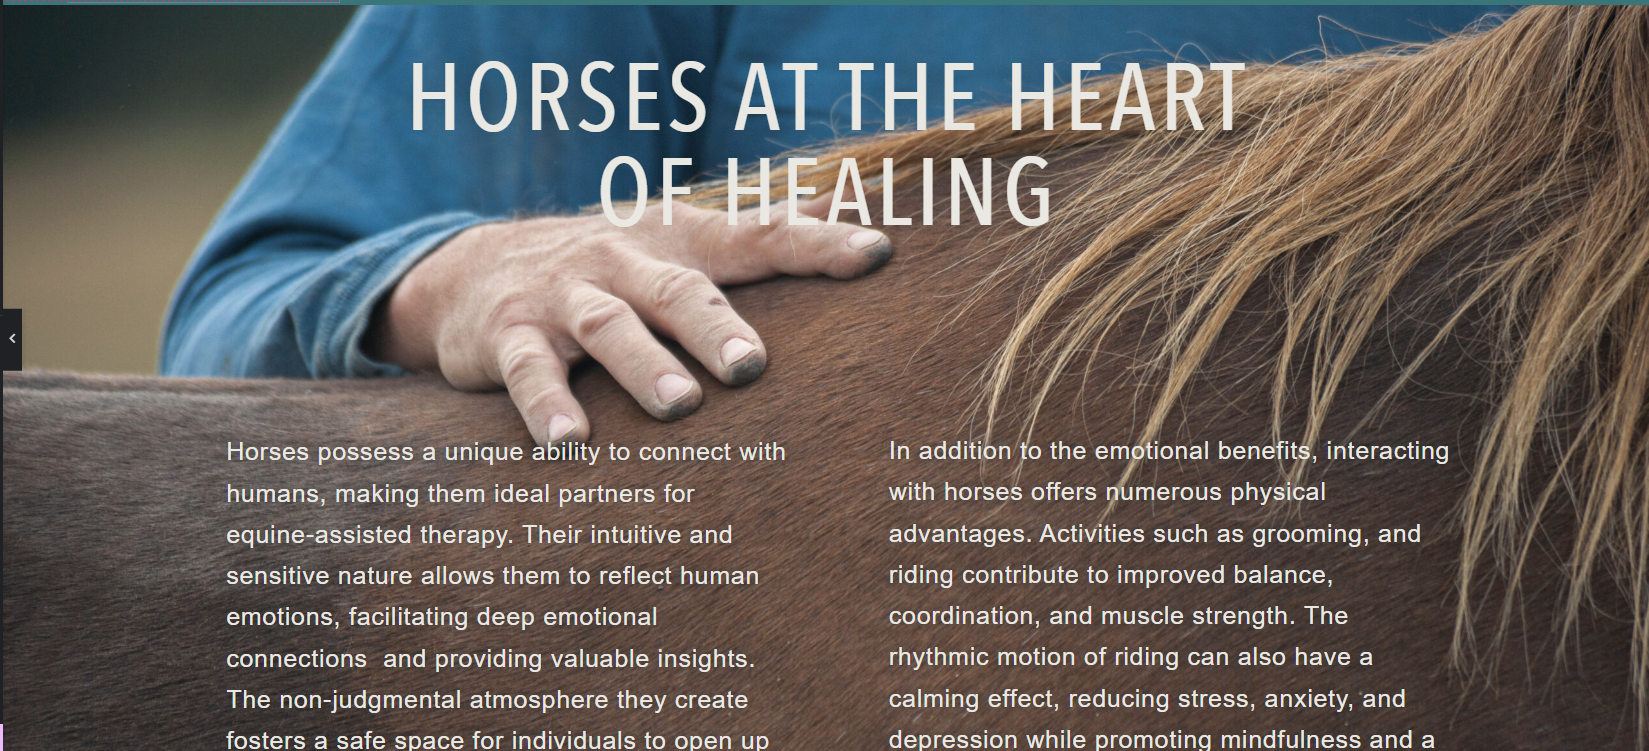 HORSES AT THE HEART
OF HEALING
Horses possess a unique ability to connect with
humans, making them ideal partners for
equine-assisted therapy. Their intuitive and
sensitive nature allows them to reflect human
emotions, facilitating deep emotional
connections  and providing valuable insights.
The non-judgmental atmosphere they create
fosters a safe space for individuals to open up
In addition to the emotional benefits, interacting
with horses offers numerous physical
advantages. Activities such as grooming, and
riding contribute to improved balance,
coordination, and muscle strength. The
rhythmic motion of riding can also have a
calming effect, reducing stress, anxiety, and
depression while promoting mindfulness and a